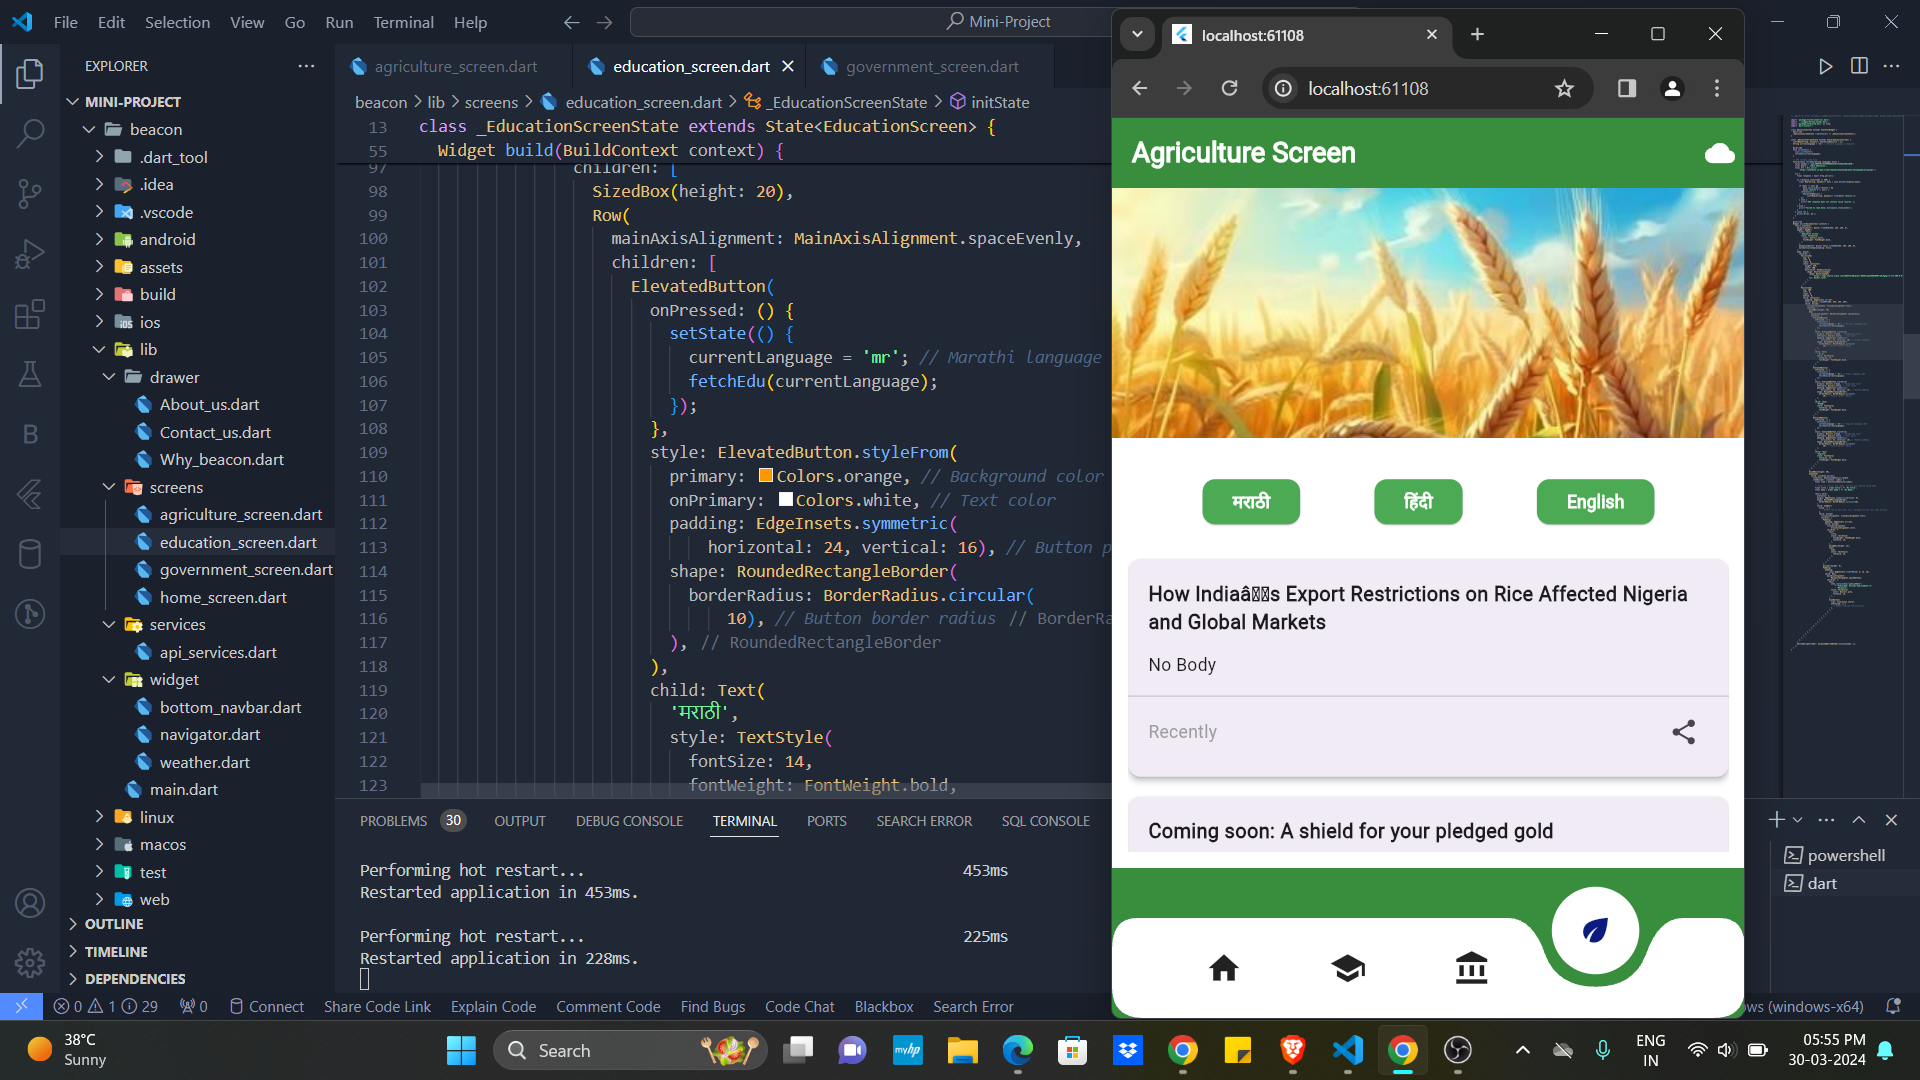 File Edit Selection View Go Run Terminal Help
Mini-Project
EXPLORER
MINI-PROJECT
beacon
.dart_tool
.idea
.vscode
android
assets
build
ios
lib
drawer
About_us.dart
Contact_us.dart
Why_beacon.dart
screens
agriculture_screen.dart
education_screen.dart
government_screen.dart
home_screen.dart
services
api_services.dart
widget
bottom_navbar.dart
navigator.dart
weather.dart
main.dart
linux
macos
test
web
OUTLINE
TIMELINE
DEPENDENCIES
agriculture_screen.dart education_screen.dart government_screen.dart
beacon > lib > screens > education_screen.dart > _EducationScreenState > initState
13 class _EducationScreenState extends State<EducationScreen> {
55 Widget build(BuildContext context) {
97 children: [
98 SizedBox(height: 20),
99 Row(
100 mainAxisAlignment: MainAxisAlignment.spaceEvenly,
101 children: [
102 ElevatedButton(
103 onPressed: () {
104 setState(() {
105 currentLanguage = 'mr'; // Marathi language
106 fetchEdu(currentLanguage);
107 });
108 },
109 style: ElevatedButton.styleFrom(
110 primary: Colors.orange, // Background color
111 onPrimary: Colors.white, // Text color
112 padding: EdgeInsets.symmetric(
113 horizontal: 24, vertical: 16), // Button p
114 shape: RoundedRectangleBorder(
115 borderRadius: BorderRadius.circular(
116 10), // Button border radius // BorderRa
117 ), // RoundedRectangleBorder
118 ),
119 child: Text(
120 'मराठी',
121 style: TextStyle(
122 fontSize: 14,
123 fontWeight: FontWeight.bold,
PROBLEMS 30 OUTPUT DEBUG CONSOLE TERMINAL PORTS SEARCH ERROR SQL CONSOLE
Performing hot restart... 453ms
Restarted application in 453ms.
Performing hot restart... 225ms
Restarted application in 228ms.
powershell
dart
0 1 29 0 Connect Share Code Link Explain Code Comment Code Find Bugs Code Chat Blackbox Search Error
ws (windows-x64)
localhost:61108
localhost:61108
Agriculture Screen
मराठी हिंदी English
How Indiaâs Export Restrictions on Rice Affected Nigeria
and Global Markets
No Body
Recently
Coming soon: A shield for your pledged gold
38°C
Sunny
Search
myhp
ENG
IN
05:55 PM
30-03-2024